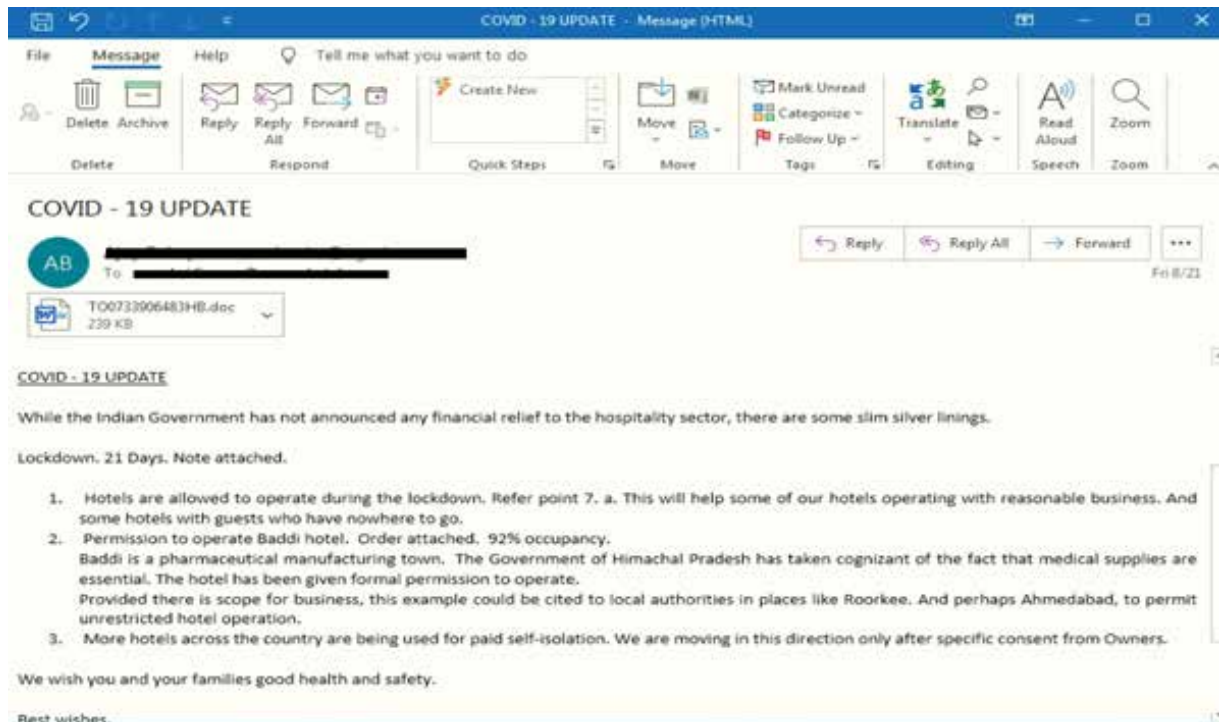 COVID - 19 UPDATE - Message (HTML)
File Message Help Tell me what you want to do
Delete Archive Reply Reply All Forward Create New Move Mark Unread Categorize Follow Up Translate Read Aloud Zoom
Delete Respond Quick Steps Move Tags Editing Speech Zoom
COVID - 19 UPDATE
AB
To
Reply Reply All Forward
Fri 8/21
TO0733906483HB.doc
239 KB
COVID - 19 UPDATE
While the Indian Government has not announced any financial relief to the hospitality sector, there are some slim silver linings.
Lockdown. 21 Days. Note attached.
1. Hotels are allowed to operate during the lockdown. Refer point 7. a. This will help some of our hotels operating with reasonable business. And
some hotels with guests who have nowhere to go.
2. Permission to operate Baddi hotel. Order attached. 92% occupancy.
Baddi is a pharmaceutical manufacturing town. The Government of Himachal Pradesh has taken cognizant of the fact that medical supplies are
essential. The hotel has been given formal permission to operate.
Provided there is scope for business, this example could be cited to local authorities in places like Roorkee. And perhaps Ahmedabad, to permit
unrestricted hotel operation.
3. More hotels across the country are being used for paid self-isolation. We are moving in this direction only after specific consent from Owners.
We wish you and your families good health and safety.
Best wishes.